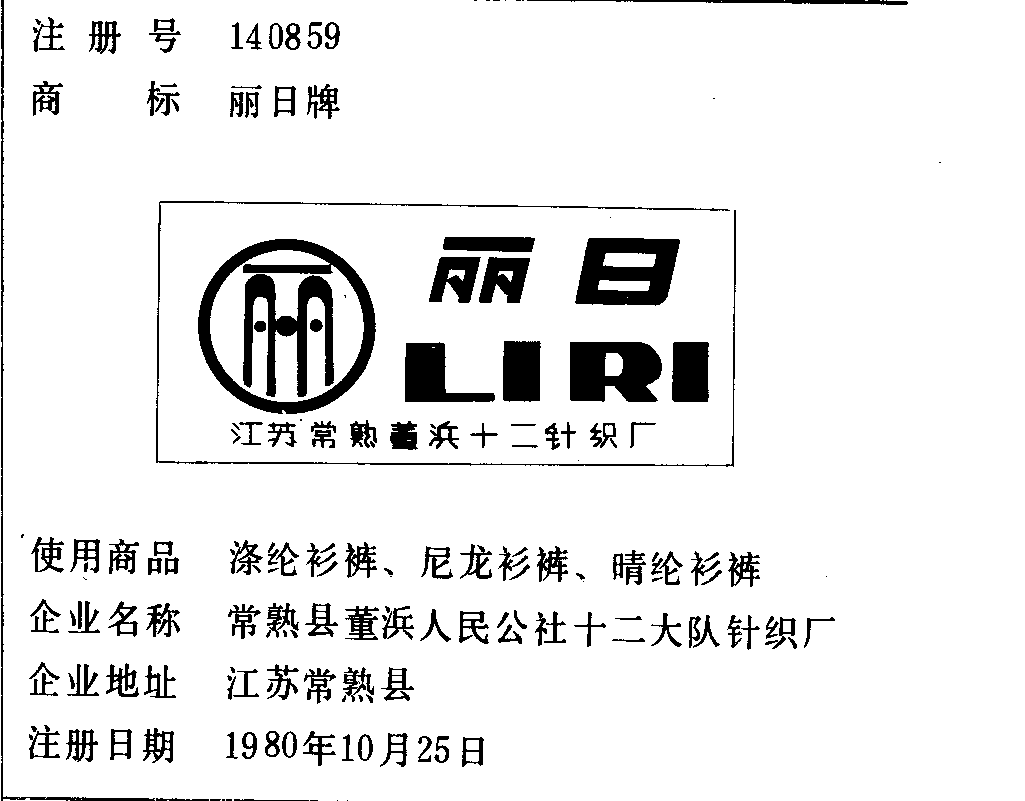 注册号 140859
商标 丽日牌
丽日
LIRI
江苏常熟董浜十二针织厂
使用商品 涤纶衫裤、尼龙衫裤、晴纶衫裤
企业名称 常熟县董浜人民公社十二大队针织厂
企业地址 江苏常熟县
注册日期 1980年10月25日